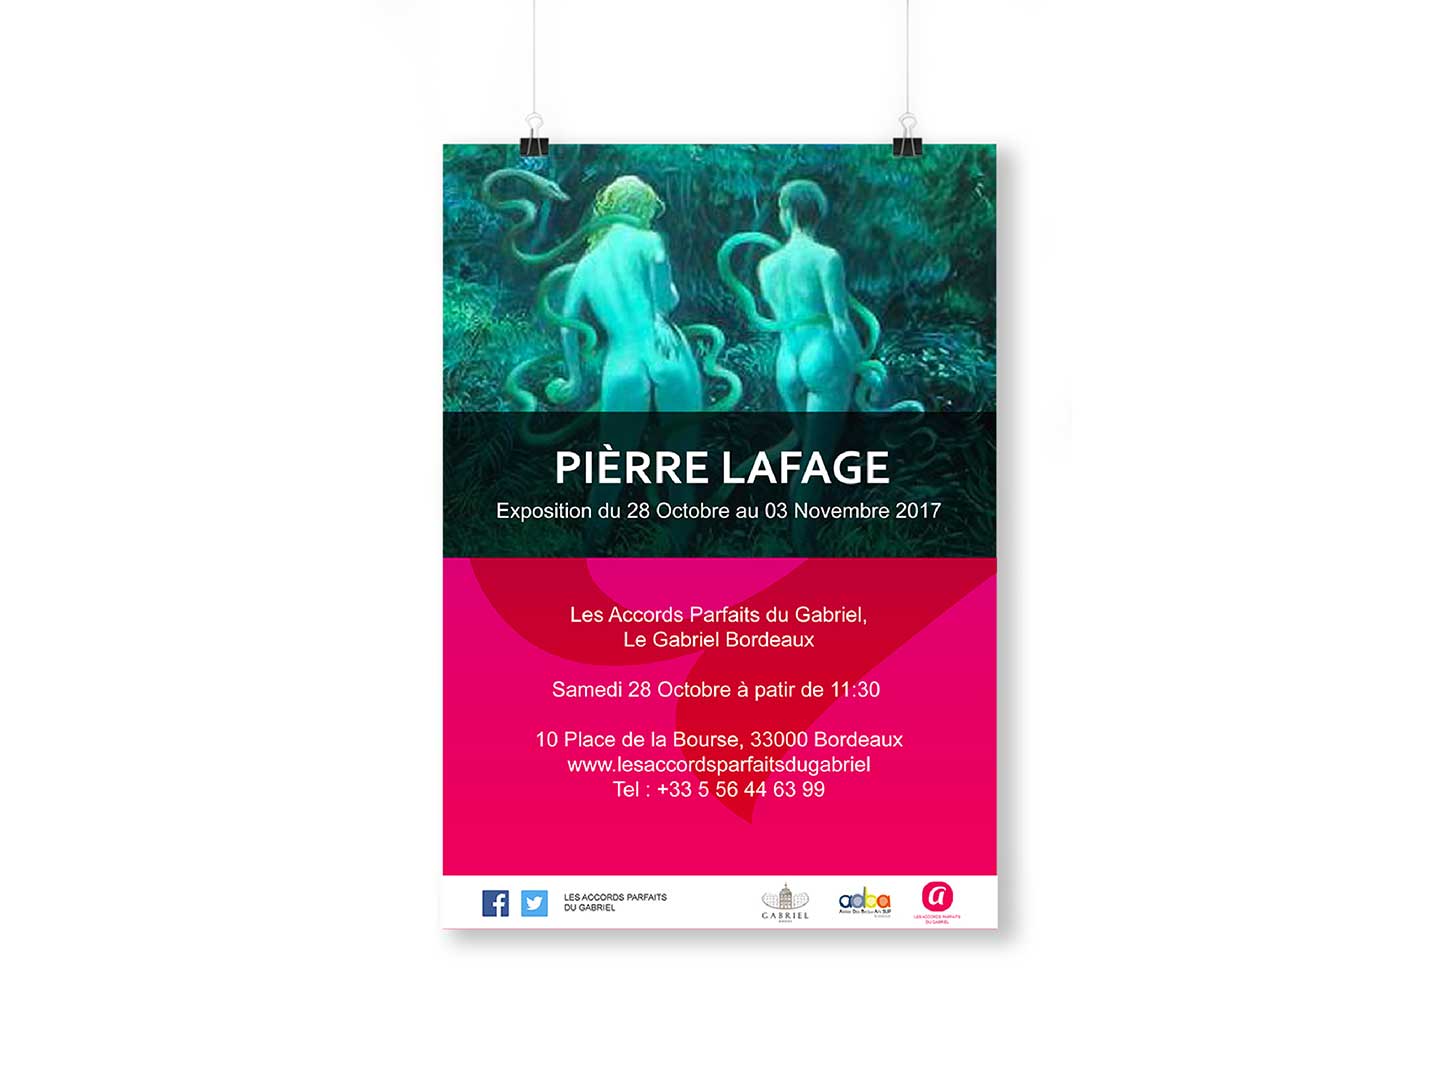 PIÈRRE LAFAGE
Exposition du 28 Octobre au 03 Novembre 2017
Les Accords Parfaits du Gabriel,
Le Gabriel Bordeaux
Samedi 28 Octobre à patir de 11:30
10 Place de la Bourse, 33000 Bordeaux
www.lesaccordsparfaitsdugabriel
Tel : +33 5 56 44 63 99
LES ACCORDS PARFAITS
DU GABRIEL
GABRIEL
adba
LES ACCORDS PARFAITS
DU GABRIEL